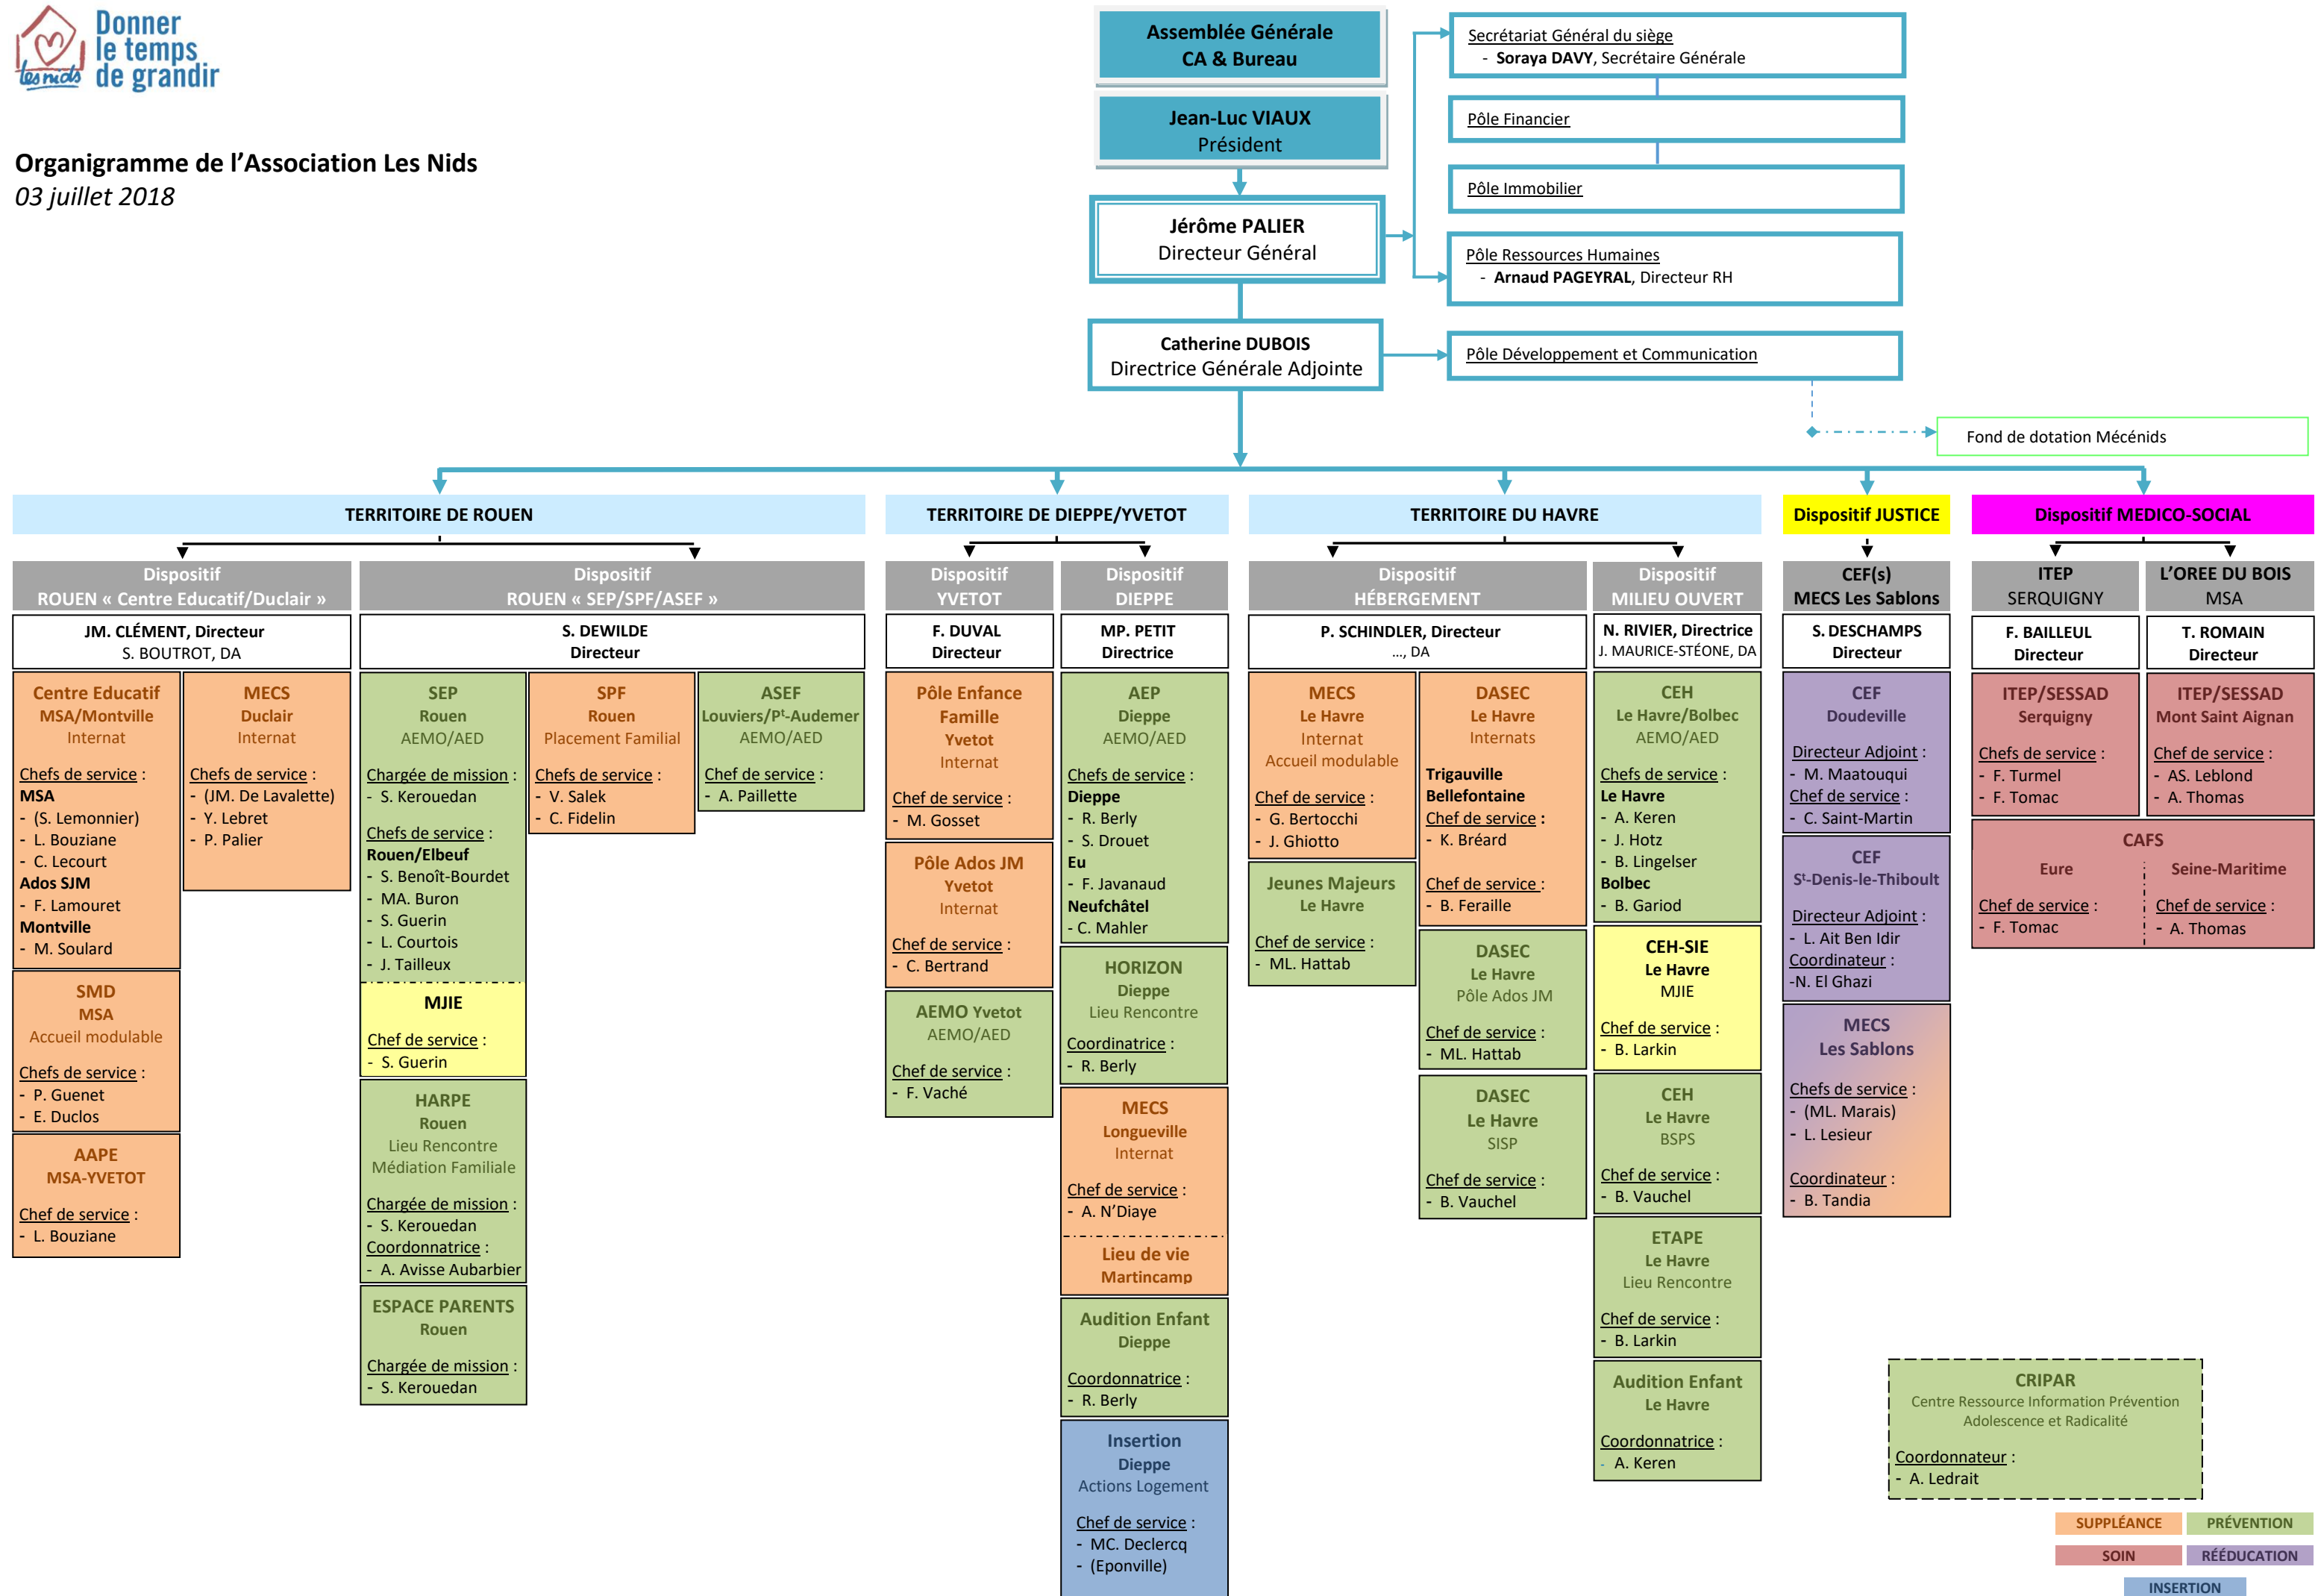 les nids
Donner
le temps
de grandir
Organigramme de l'Association Les Nids
03 juillet 2018
Assemblée Générale
CA & Bureau
Jean-Luc VIAUX
Président
Jérôme PALIER
Directeur Général
Catherine DUBOIS
Directrice Générale Adjointe
Secrétariat Général du siège
- Soraya DAVY, Secrétaire Générale
Pôle Financier
Pôle Immobilier
Pôle Ressources Humaines
- Arnaud PAGEYRAL, Directeur RH
Pôle Développement et Communication
Fond de dotation Mécénids
TERRITOIRE DE ROUEN
Dispositif
ROUEN « Centre Educatif/Duclair »
JM. CLÉMENT, Directeur
S. BOUTROT, DA
Centre Educatif
MSA/Montville
Internat
Chefs de service :
MSA
- (S. Lemonnier)
- L. Bouziane
- C. Lecourt
Ados SJM
- F. Lamouret
Montville
- M. Soulard
SMD
MSA
Accueil modulable
Chefs de service :
- P. Guenet
- E. Duclos
AAPE
MSA-YVETOT
Chef de service :
- L. Bouziane
MECS
Duclair
Internat
Chefs de service :
- (JM. De Lavalette)
- Y. Lebret
- P. Palier
Dispositif
ROUEN « SEP/SPF/ASEF »
S. DEWILDE
Directeur
SEP
Rouen
AEMO/AED
Chargée de mission :
- S. Kerouedan
Chefs de service :
Rouen/Elbeuf
- S. Benoît-Bourdet
- MA. Buron
- S. Guerin
- L. Courtois
- J. Tailleux
MJIE
Chef de service :
- S. Guerin
HARPE
Rouen
Lieu Rencontre
Médiation Familiale
Chargée de mission :
- S. Kerouedan
Coordonnatrice :
- A. Avisse Aubarbier
ESPACE PARENTS
Rouen
Chargée de mission :
- S. Kerouedan
SPF
Rouen
Placement Familial
Chefs de service :
- V. Salek
- C. Fidelin
ASEF
Louviers/Pt-Audemer
AEMO/AED
Chef de service :
- A. Paillette
TERRITOIRE DE DIEPPE/YVETOT
Dispositif
YVETOT
F. DUVAL
Directeur
Pôle Enfance
Famille
Yvetot
Internat
Chef de service :
- M. Gosset
Pôle Ados JM
Yvetot
Internat
Chef de service :
- C. Bertrand
AEMO Yvetot
AEMO/AED
Chef de service :
- F. Vaché
Dispositif
DIEPPE
MP. PETIT
Directrice
AEP
Dieppe
AEMO/AED
Chefs de service :
Dieppe
- R. Berly
- S. Drouet
Eu
- F. Javanaud
Neufchâtel
- C. Mahler
HORIZON
Dieppe
Lieu Rencontre
Coordinatrice :
- R. Berly
MECS
Longueville
Internat
Chef de service :
- A. N'Diaye
Lieu de vie
Martincamp
Audition Enfant
Dieppe
Coordonnatrice :
- R. Berly
Insertion
Dieppe
Actions Logement
Chef de service :
- MC. Declercq
- (Eponville)
TERRITOIRE DU HAVRE
Dispositif
HÉBERGEMENT
P. SCHINDLER, Directeur
..., DA
MECS
Le Havre
Internat
Accueil modulable
Chef de service :
- G. Bertocchi
- J. Ghiotto
Jeunes Majeurs
Le Havre
Chef de service :
- ML. Hattab
DASEC
Le Havre
Internats
Trigauville
Bellefontaine
Chef de service :
- K. Bréard
Chef de service :
- B. Feraille
DASEC
Le Havre
Pôle Ados JM
Chef de service :
- ML. Hattab
DASEC
Le Havre
SISP
Chef de service :
- B. Vauchel
Dispositif
MILIEU OUVERT
N. RIVIER, Directrice
J. MAURICE-STÉONE, DA
CEH
Le Havre/Bolbec
AEMO/AED
Chefs de service :
Le Havre
- A. Keren
- J. Hotz
- B. Lingelser
Bolbec
- B. Gariod
CEH-SIE
Le Havre
MJIE
Chef de service :
- B. Larkin
CEH
Le Havre
BSPS
Chef de service :
- B. Vauchel
ETAPE
Le Havre
Lieu Rencontre
Chef de service :
- B. Larkin
Audition Enfant
Le Havre
Coordonnatrice :
- A. Keren
Dispositif JUSTICE
CEF(s)
MECS Les Sablons
S. DESCHAMPS
Directeur
CEF
Doudeville
Directeur Adjoint :
- M. Maatouqui
Chef de service :
- C. Saint-Martin
CEF
St-Denis-le-Thiboult
Directeur Adjoint :
- L. Ait Ben Idir
Coordinateur :
-N. El Ghazi
MECS
Les Sablons
Chefs de service :
- (ML. Marais)
- L. Lesieur
Coordinateur :
- B. Tandia
Dispositif MEDICO-SOCIAL
ITEP
SERQUIGNY
F. BAILLEUL
Directeur
ITEP/SESSAD
Serquigny
Chefs de service :
- F. Turmel
- F. Tomac
L'OREE DU BOIS
MSA
T. ROMAIN
Directeur
ITEP/SESSAD
Mont Saint Aignan
Chef de service :
- AS. Leblond
- A. Thomas
CAFS
Eure
Chef de service :
- F. Tomac
Seine-Maritime
Chef de service :
- A. Thomas
CRIPAR
Centre Ressource Information Prévention
Adolescence et Radicalité
Coordonnateur :
- A. Ledrait
SUPPLÉANCE
PRÉVENTION
SOIN
RÉÉDUCATION
INSERTION